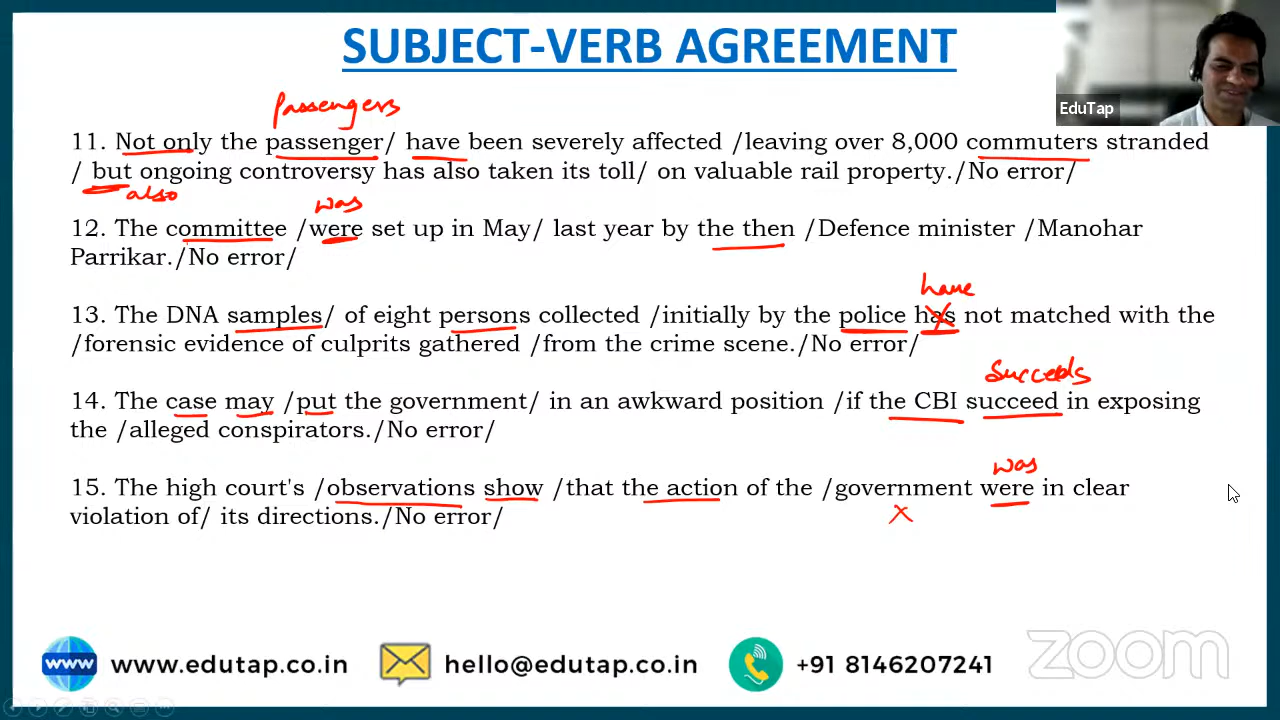 SUBJECT-VERB AGREEMENT
EduTap
Passengers
11. Not only the passenger/ have been severely affected /leaving over 8,000 commuters stranded
/ but ongoing controversy has also taken its toll/ on valuable rail property./No error/
also
was
12. The committee /were set up in May/ last year by the then /Defence minister /Manohar
Parrikar./No error/
have
13. The DNA samples/ of eight persons collected /initially by the police has not matched with the
/forensic evidence of culprits gathered /from the crime scene./No error/
Succeeds
14. The case may /put the government/ in an awkward position /if the CBI succeed in exposing
the /alleged conspirators./No error/
was
15. The high court's /observations show /that the action of the /government were in clear
violation of/ its directions./No error/
x
www www.edutap.co.in hello@edutap.co.in +91 8146207241 zoom